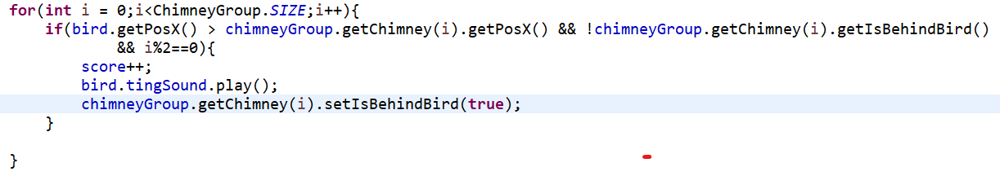 for(int i = 0;i<ChimneyGroup.SIZE;i++){
    if(bird.getPosX() > chimneyGroup.getChimney(i).getPosX() && !chimneyGroup.getChimney(i).getIsBehindBird()
            && i%2==0){
        score++;
        bird.tingSound.play();
        chimneyGroup.getChimney(i).setIsBehindBird(true);
    }
}